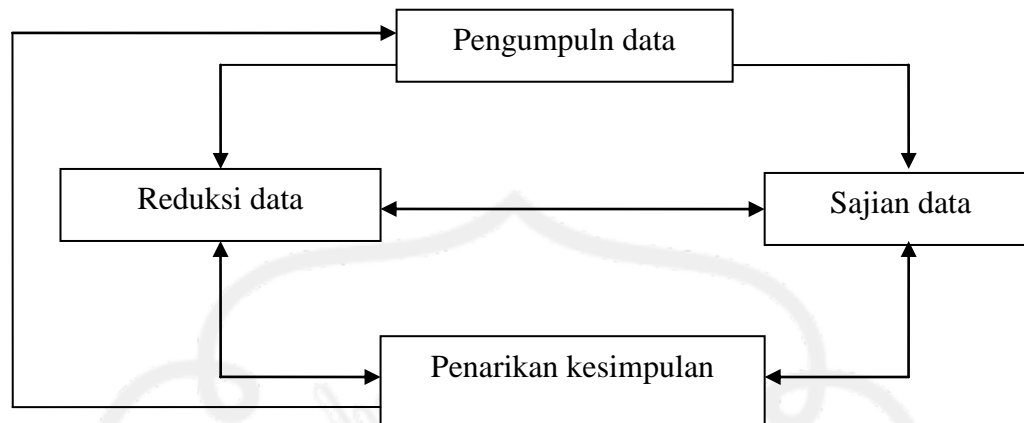 Pengumpuln data
Reduksi data
Sajian data
Penarikan kesimpulan